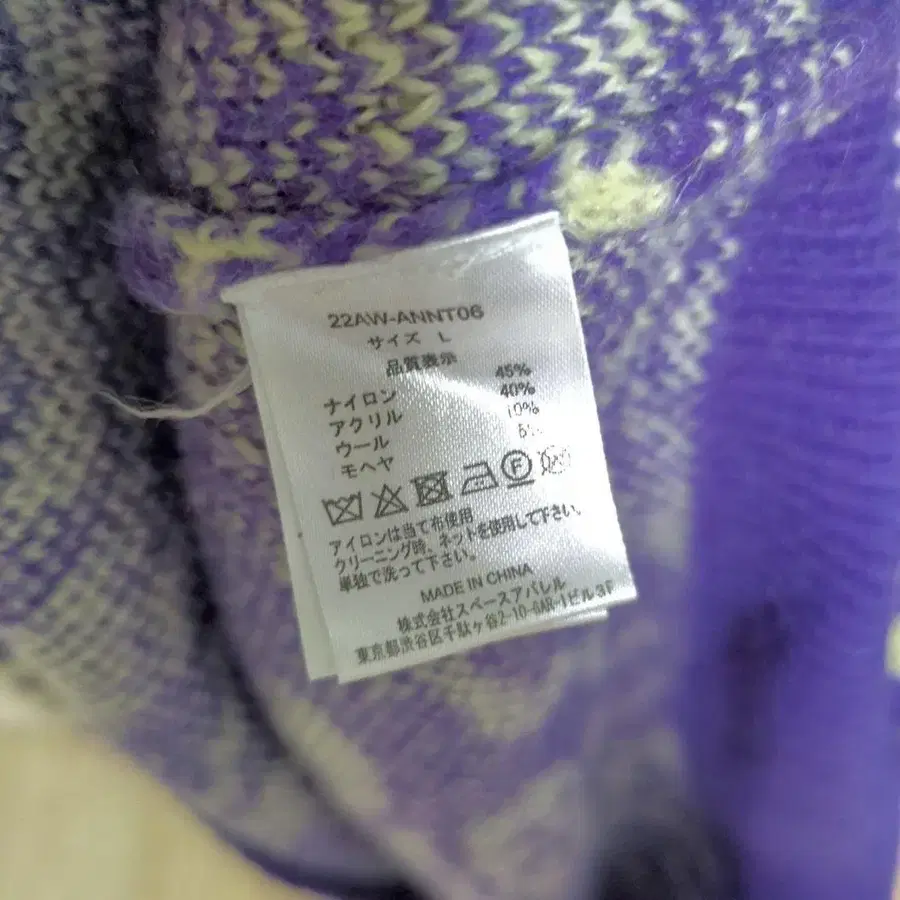 22AW-ANNT06
サイズ L
品質表示
ナイロン 45%
アクリル 40%
ウール 10%
モヘヤ
アイロンは当て布使用
クリーニング時、ネットを使用して下さい。
単独で洗って下さい。
MADE IN CHINA
株式会社スペースアパレル
東京都渋谷区千駄ヶ谷2-10-GAR-1ビル3F